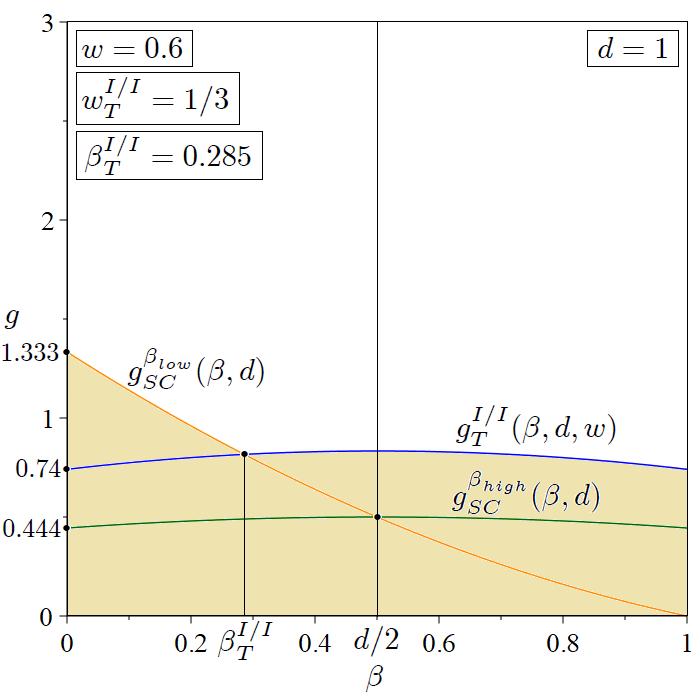 3
w = 0.6
d = 1
w_T^{I/I} = 1/3
β_T^{I/I} = 0.285
2
g
1.333
g_{SC}^{β_{low}}(β, d)
1
g_T^{I/I}(β, d, w)
0.74
g_{SC}^{β_{high}}(β, d)
0.444
0
0 0.2 β_T^{I/I} 0.4 d/2 0.6 0.8 1
β